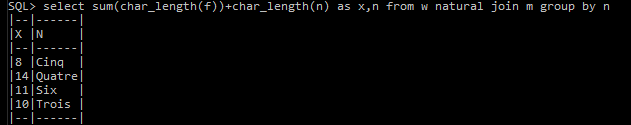 SQL> select sum(char_length(f))+char_length(n) as x,n from w natural join m group by n
|--|------|
|X |N     |
|--|------|
|8 |Cinq  |
|14|Quatre|
|11|Six   |
|10|Trois |
|--|------|